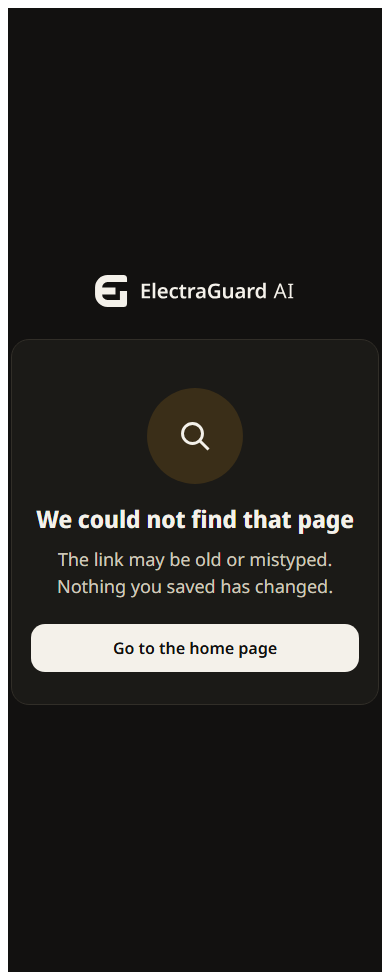 ElectraGuard AI
We could not find that page
The link may be old or mistyped.
Nothing you saved has changed.
Go to the home page